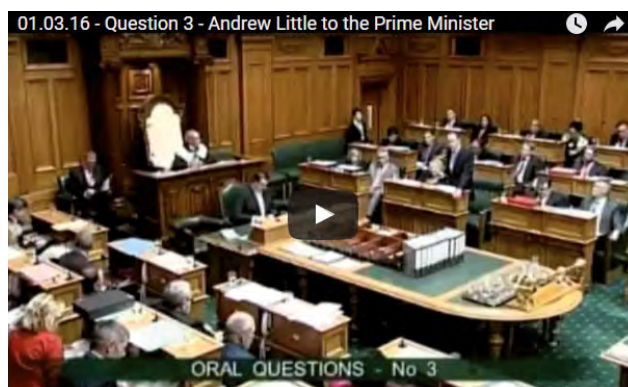 01.03.16 - Question 3 - Andrew Little to the Prime Minister
ORAL QUESTIONS - No 3